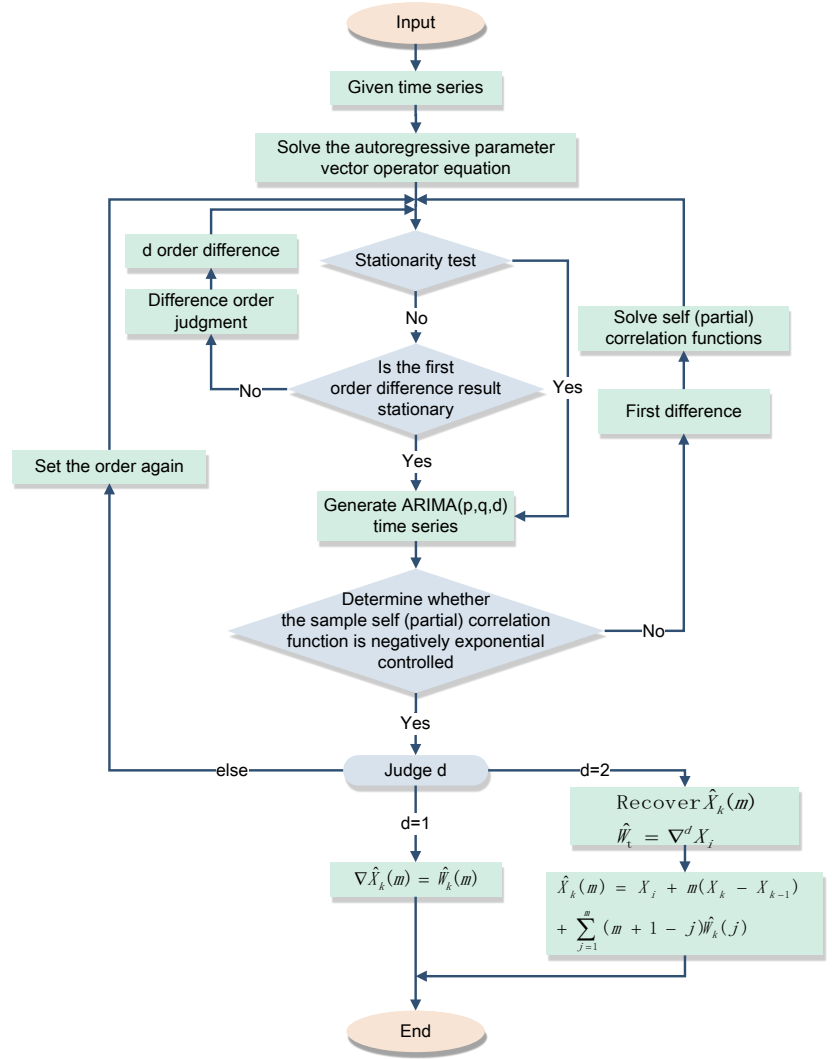 Input
Given time series
Solve the autoregressive parameter
vector operator equation
Stationarity test
d order difference
Difference order
judgment
No
Is the first
order difference result
stationary
No
Yes
Solve self (partial)
correlation functions
First difference
Set the order again
Yes
Generate ARIMA(p,q,d)
time series
Determine whether
the sample self (partial) correlation
function is negatively exponential
controlled
No
Yes
else
Judge d
d=2
d=1
Recover X̂_k(m)
Ŵ_t = ∇^d X_i
∇X̂_k(m) = Ŵ_k(m)
X̂_k(m) = X_i + m(X_k − X_{k−1})
+ ∑_{j=1}^{m} (m + 1 − j)Ŵ_k(j)
End